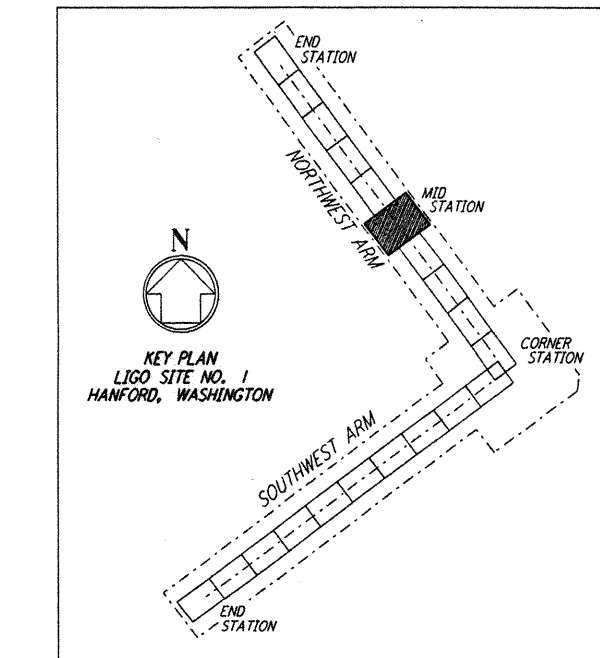 END
STATION
NORTHWEST ARM
MID
STATION
N
KEY PLAN
LIGO SITE NO. 1
HANFORD, WASHINGTON
CORNER
STATION
SOUTHWEST ARM
END
STATION